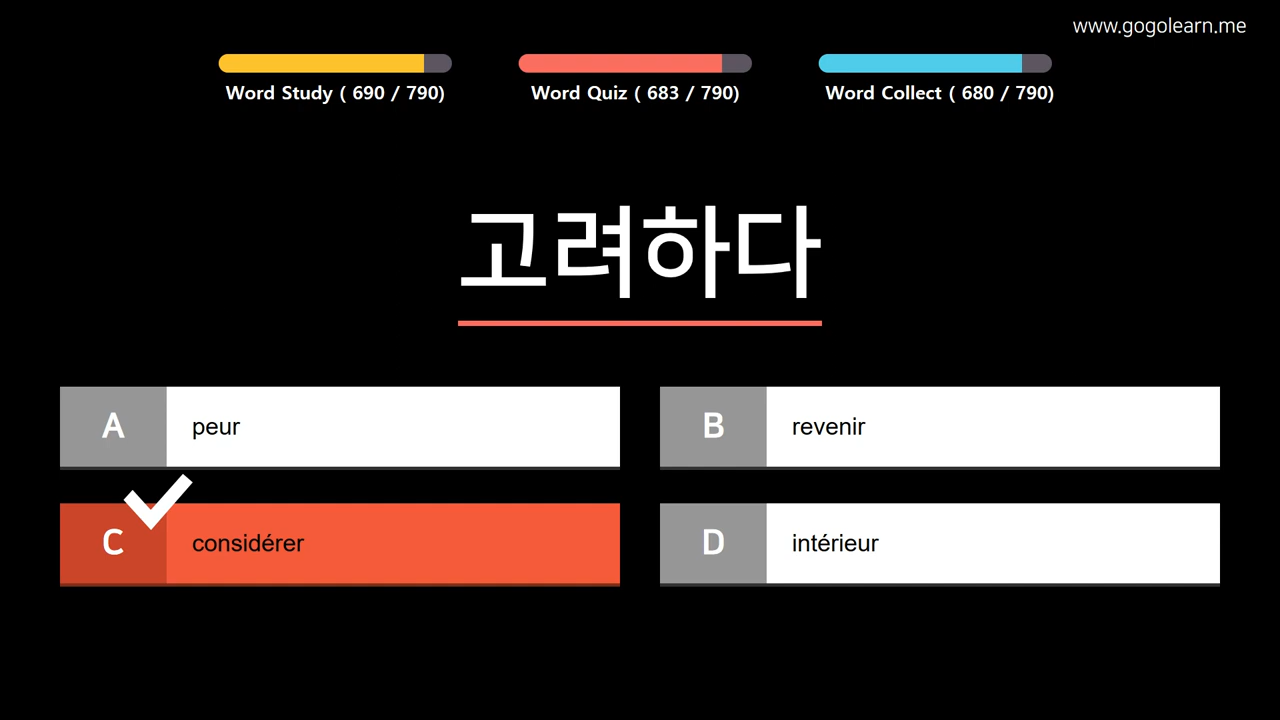 www.gogolearn.me
Word Study ( 690 / 790)
Word Quiz ( 683 / 790)
Word Collect ( 680 / 790)
고려하다
A peur
B revenir
C considérer
D intérieur